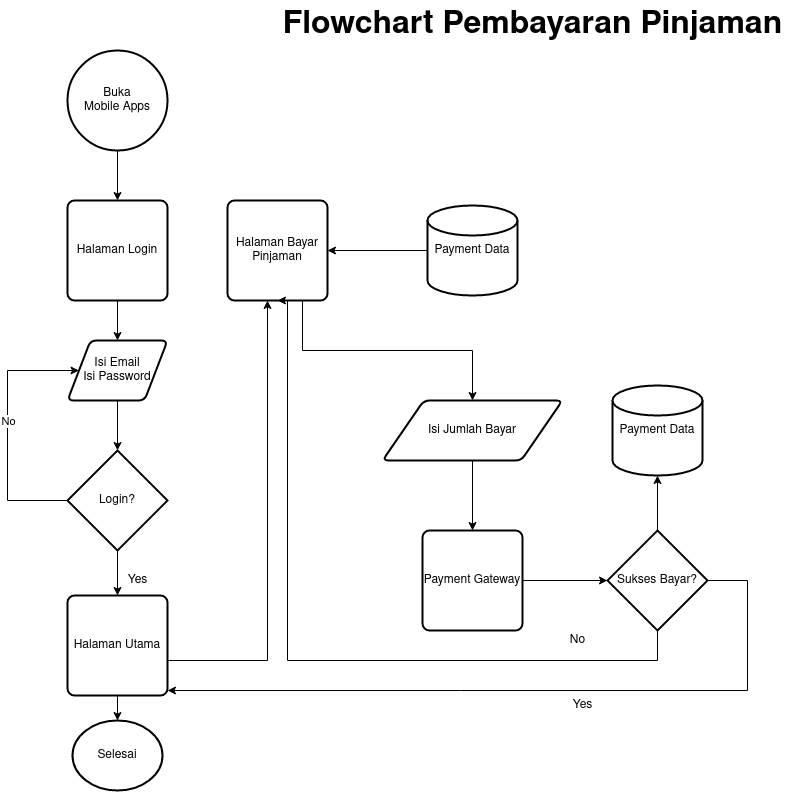 Flowchart Pembayaran Pinjaman
Buka
Mobile Apps
Halaman Login
Isi Email
Isi Password
No
Login?
Yes
Halaman Utama
Selesai
Halaman Bayar
Pinjaman
Payment Data
Isi Jumlah Bayar
Payment Gateway
Payment Data
Sukses Bayar?
No
Yes